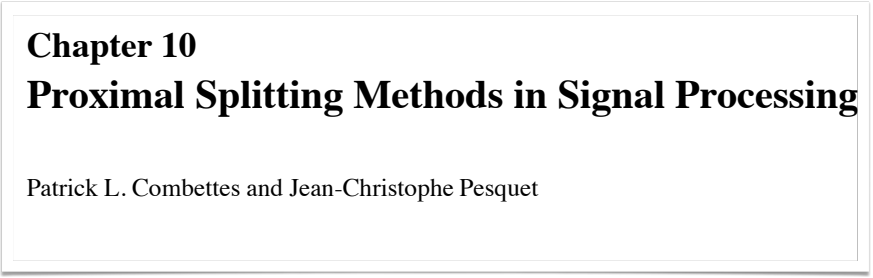 Chapter 10
Proximal Splitting Methods in Signal Processing
Patrick L. Combettes and Jean-Christophe Pesquet